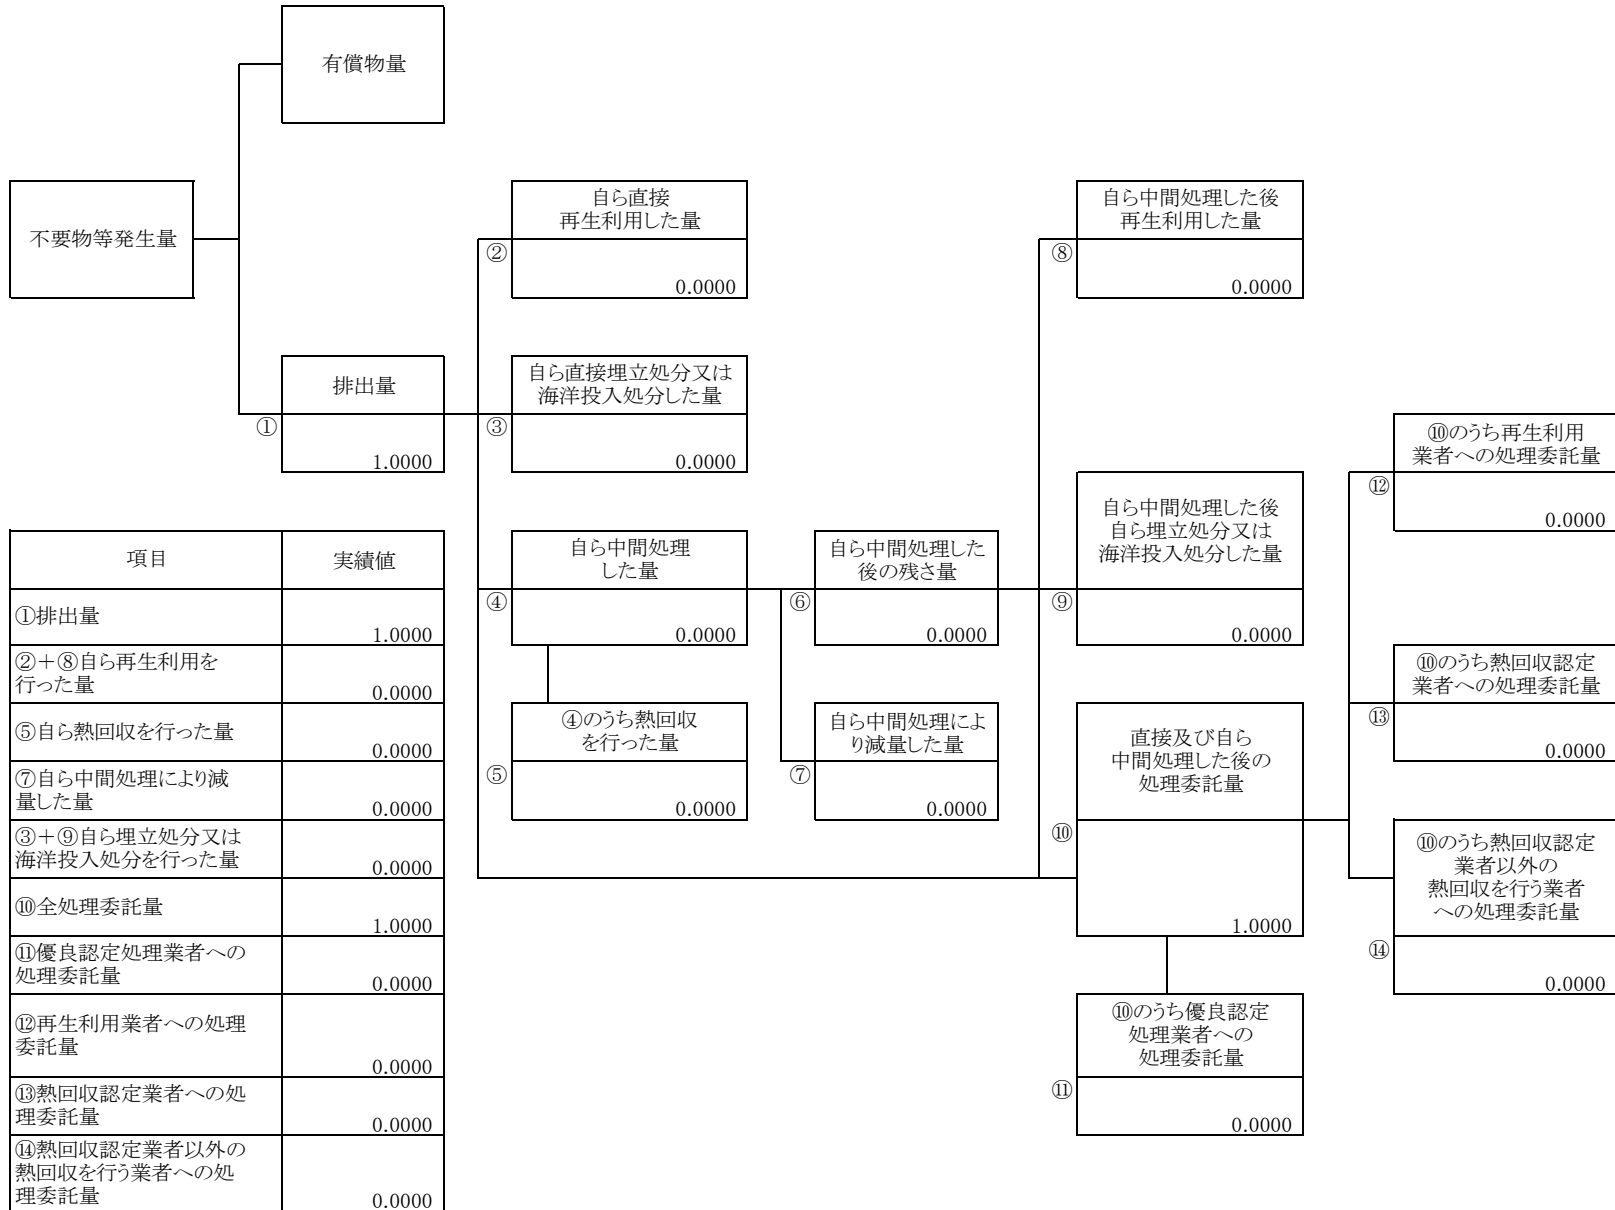 有償物量
不要物等発生量
自ら直接
再生利用した量
②
0.0000
自ら中間処理した後
再生利用した量
⑧
0.0000
排出量
①
1.0000
自ら直接埋立処分又は
海洋投入処分した量
③
0.0000
⑩のうち再生利用
業者への処理委託量
⑫
0.0000
自ら中間処理した後
自ら埋立処分又は
海洋投入処分した量
⑨
0.0000
自ら中間処理
した量
④
0.0000
自ら中間処理した
後の残さ量
⑥
0.0000
⑩のうち熱回収認定
業者への処理委託量
⑬
0.0000
④のうち熱回収
を行った量
⑤
0.0000
自ら中間処理によ
り減量した量
⑦
0.0000
直接及び自ら
中間処理した後の
処理委託量
⑩
1.0000
⑩のうち熱回収認定
業者以外の
熱回収を行う業者
への処理委託量
⑭
0.0000
⑩のうち優良認定
処理業者への
処理委託量
⑪
0.0000
項目 実績値
①排出量
1.0000
②+⑧自ら再生利用を
行った量
0.0000
⑤自ら熱回収を行った量
0.0000
⑦自ら中間処理により減
量した量
0.0000
③+⑨自ら埋立処分又は
海洋投入処分を行った量
0.0000
⑩全処理委託量
1.0000
⑪優良認定処理業者への
処理委託量
0.0000
⑫再生利用業者への処理
委託量
0.0000
⑬熱回収認定業者への処
理委託量
0.0000
⑭熱回収認定業者以外の
熱回収を行う業者への処
理委託量
0.0000